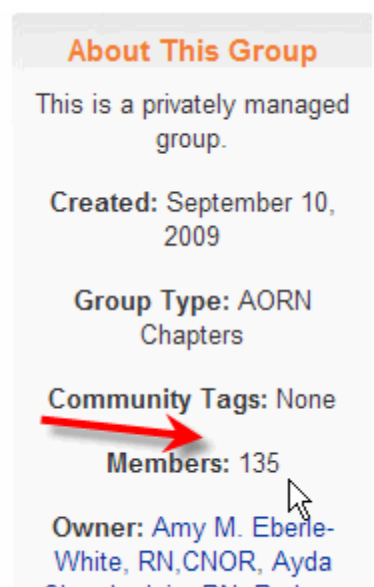 About This Group
This is a privately managed
group.
Created: September 10,
2009
Group Type: AORN
Chapters
Community Tags: None
Members: 135
Owner: Amy M. Eberle-
White, RN,CNOR, Ayda